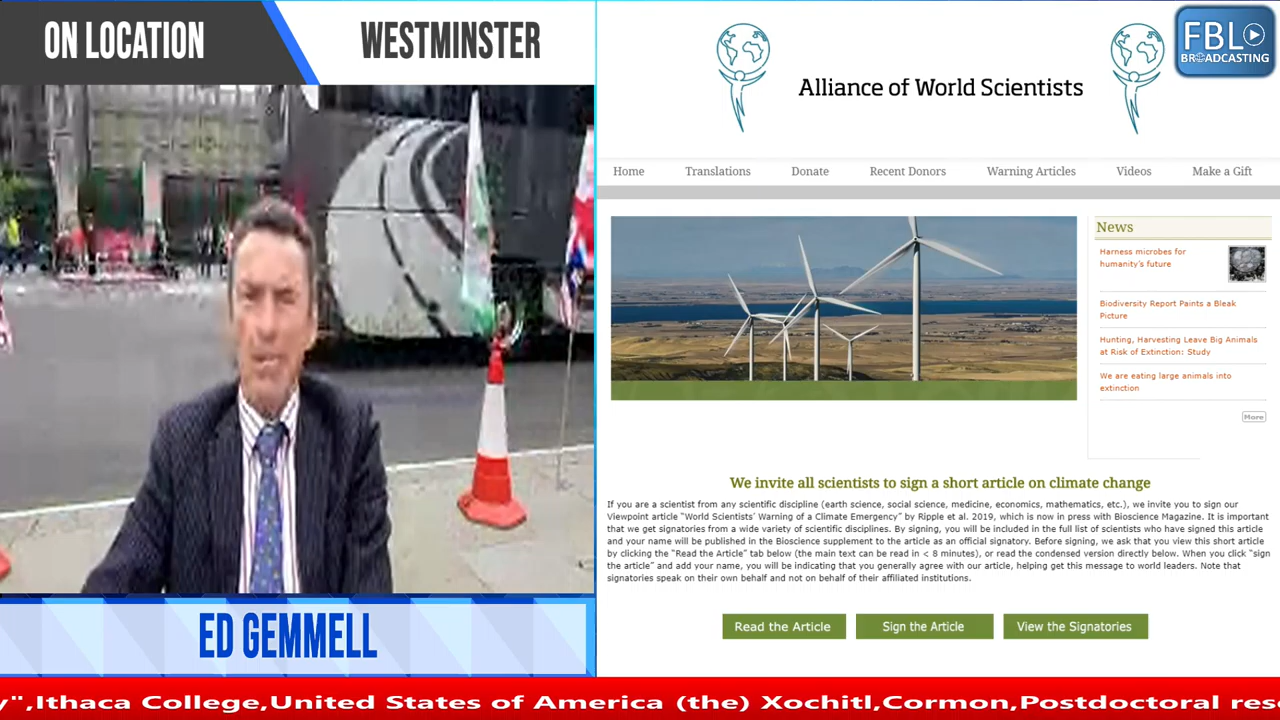 ON LOCATION
WESTMINSTER
FBL
BROADCASTING
Alliance of World Scientists
Home
Translations
Donate
Recent Donors
Warning Articles
Videos
Make a Gift
News
Harness microbes for
humanity's future
Biodiversity Report Paints a Bleak
Picture
Hunting, Harvesting Leave Big Animals
at Risk of Extinction: Study
We are eating large animals into
extinction
More
We invite all scientists to sign a short article on climate change
If you are a scientist from any scientific discipline (earth science, social science, medicine, economics, mathematics, etc.), we invite you to sign our
Viewpoint article "World Scientists' Warning of a Climate Emergency" by Ripple et al. 2019, which is now in press with Bioscience Magazine. It is important
that we get signatories from a wide variety of scientific disciplines. By signing, you will be included in the full list of scientists who have signed this article
and your name will be published in the Bioscience supplement to the article as an official signatory. Before signing, we ask that you view this short article
by clicking the "Read the Article" tab below (the main text can be read in < 8 minutes), or read the condensed version directly below. When you click "sign
the article" and add your name, you will be indicating that you generally agree with our article, helping get this message to world leaders. Note that
signatories speak on their own behalf and not on behalf of their affiliated institutions.
Read the Article
Sign the Article
View the Signatories
ED GEMMELL
y",Ithaca College,United States of America (the) Xochitl,Cormon,Postdoctoral res